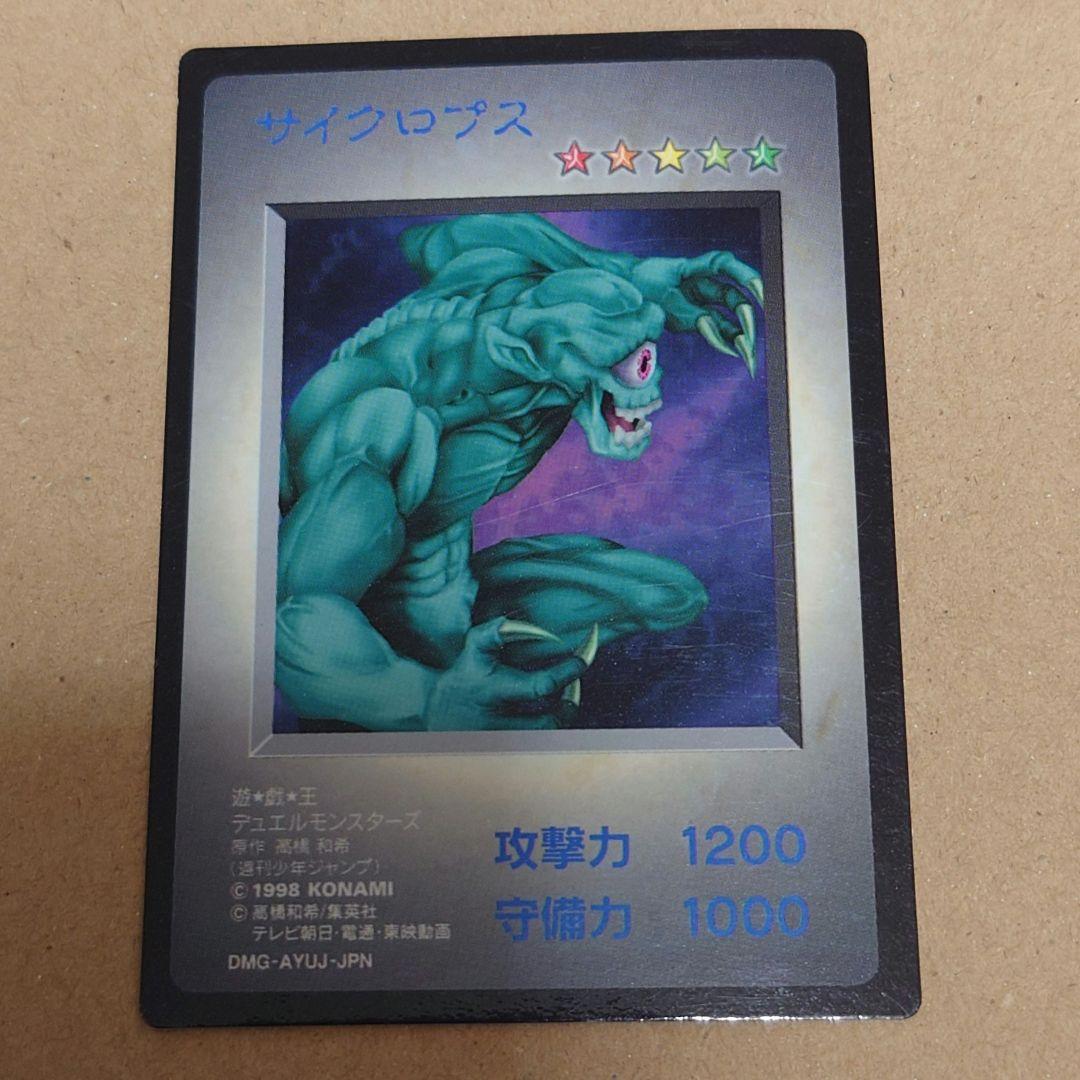 サイクロプス
遊★戯★王
デュエルモンスターズ
原作 高橋 和希
(週刊少年ジャンプ)
© 1998 KONAMI
© 高橋和希/集英社
テレビ朝日・電通・東映動画
DMG-AYUJ-JPN
攻撃力 1200
守備力 1000